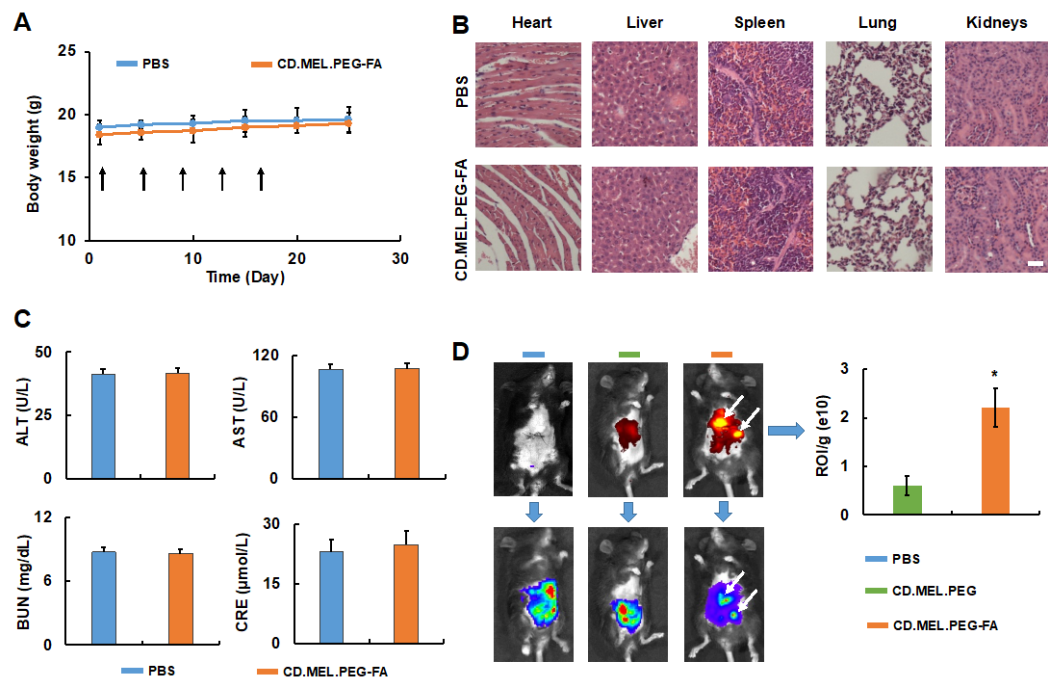 A
25
20
15
10
0
10
20
30
Body weight (g)
Time (Day)
PBS
CD.MEL.PEG-FA
B
Heart
Liver
Spleen
Lung
Kidneys
PBS
CD.MEL.PEG-FA
C
50
25
0
ALT (U/L)
120
60
0
AST (U/L)
12
6
0
BUN (mg/dL)
30
15
0
CRE (μmol/L)
PBS
CD.MEL.PEG-FA
D
3
2
1
0
ROI/g (e10)
*
PBS
CD.MEL.PEG
CD.MEL.PEG-FA